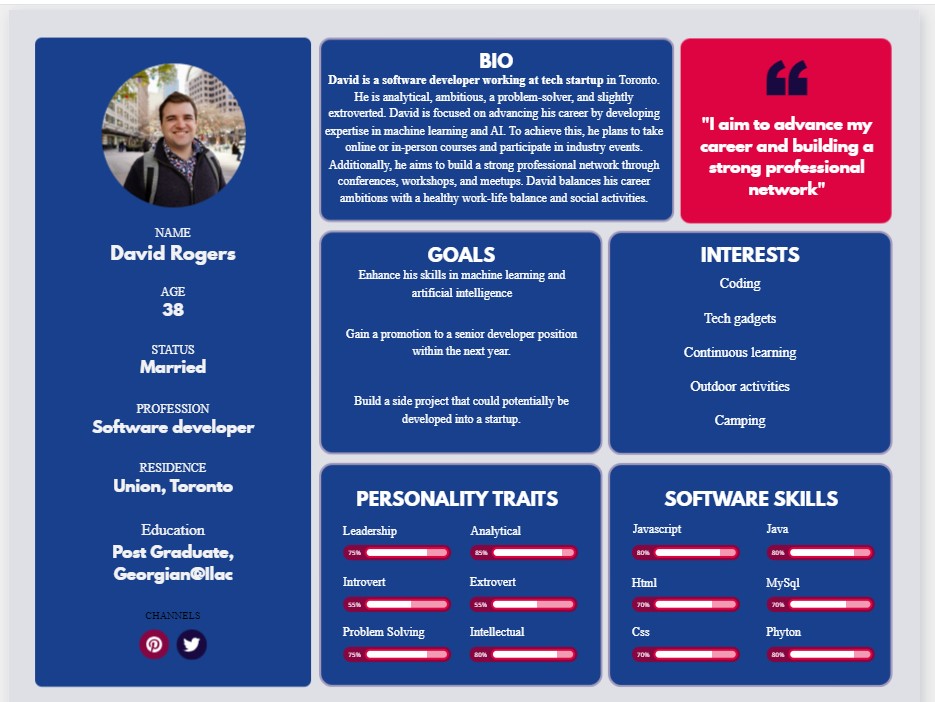 NAME
David Rogers
AGE
38
STATUS
Married
PROFESSION
Software developer
RESIDENCE
Union, Toronto
Education
Post Graduate,
Georgian@Ilac
CHANNELS
BIO
David is a software developer working at tech startup in Toronto.
He is analytical, ambitious, a problem-solver, and slightly
extroverted. David is focused on advancing his career by developing
expertise in machine learning and AI. To achieve this, he plans to take
online or in-person courses and participate in industry events.
Additionally, he aims to build a strong professional network through
conferences, workshops, and meetups. David balances his career
ambitions with a healthy work-life balance and social activities.
"I aim to advance my
career and building a
strong professional
network"
GOALS
Enhance his skills in machine learning and
artificial intelligence
Gain a promotion to a senior developer position
within the next year.
Build a side project that could potentially be
developed into a startup.
INTERESTS
Coding
Tech gadgets
Continuous learning
Outdoor activities
Camping
PERSONALITY TRAITS
Leadership Analytical
75% 85%
Introvert Extrovert
55% 55%
Problem Solving Intellectual
75% 80%
SOFTWARE SKILLS
Javascript Java
80% 80%
Html MySql
70% 70%
Css Phyton
70% 80%